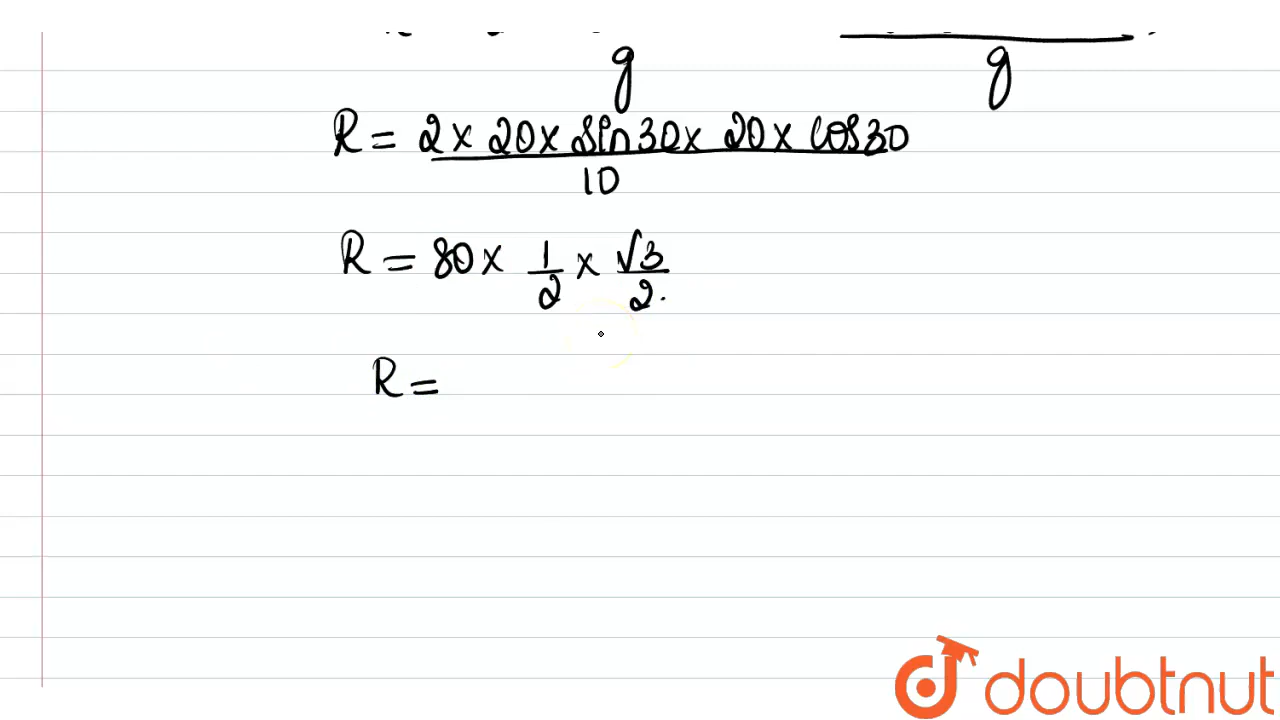 g g
R = 2 x 20 x sin30 x 20 x cos30
10
R = 80 x 1/2 x √3/2.
R =
doubtnut